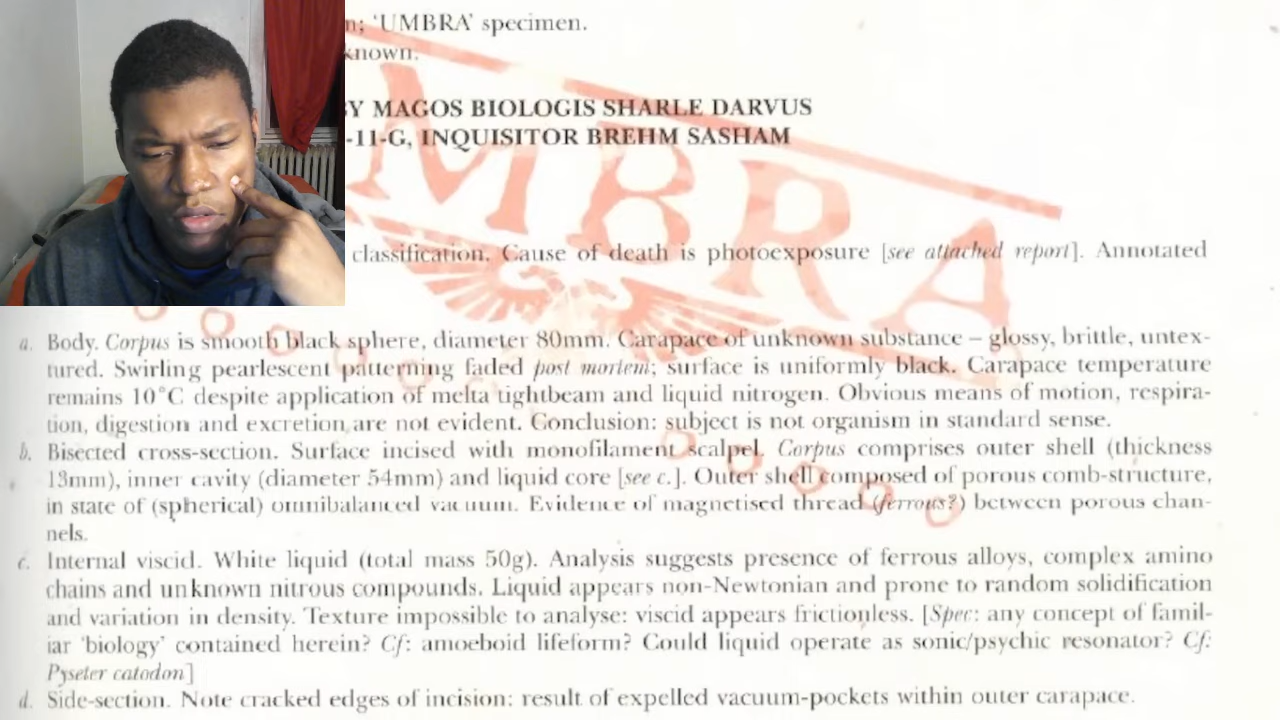 n; 'UMBRA' specimen.
known.
Y MAGOS BIOLOGIS SHARLE DARVUS
-11-G, INQUISITOR BREHM SASHAM
MBRA
classification. Cause of death is photoexposure [see attached report]. Annotated
a. Body. Corpus is smooth black sphere, diameter 80mm. Carapace of unknown substance – glossy, brittle, untex-
tured. Swirling pearlescent patterning faded post mortem; surface is uniformly black. Carapace temperature
remains 10°C despite application of melta tightbeam and liquid nitrogen. Obvious means of motion, respira-
tion, digestion and excretion are not evident. Conclusion: subject is not organism in standard sense.
b. Bisected cross-section. Surface incised with monofilament scalpel. Corpus comprises outer shell (thickness
13mm), inner cavity (diameter 54mm) and liquid core [see c.]. Outer shell composed of porous comb-structure,
in state of (spherical) omnibalanced vacuum. Evidence of magnetised thread (ferrous?) between porous chan-
nels.
c. Internal viscid. White liquid (total mass 50g). Analysis suggests presence of ferrous alloys, complex amino
chains and unknown nitrous compounds. Liquid appears non-Newtonian and prone to random solidification
and variation in density. Texture impossible to analyse: viscid appears frictionless. [Spec: any concept of famil-
iar 'biology' contained herein? Cf: amoeboid lifeform? Could liquid operate as sonic/psychic resonator? Cf:
Pyseter catodon]
d. Side-section. Note cracked edges of incision: result of expelled vacuum-pockets within outer carapace.